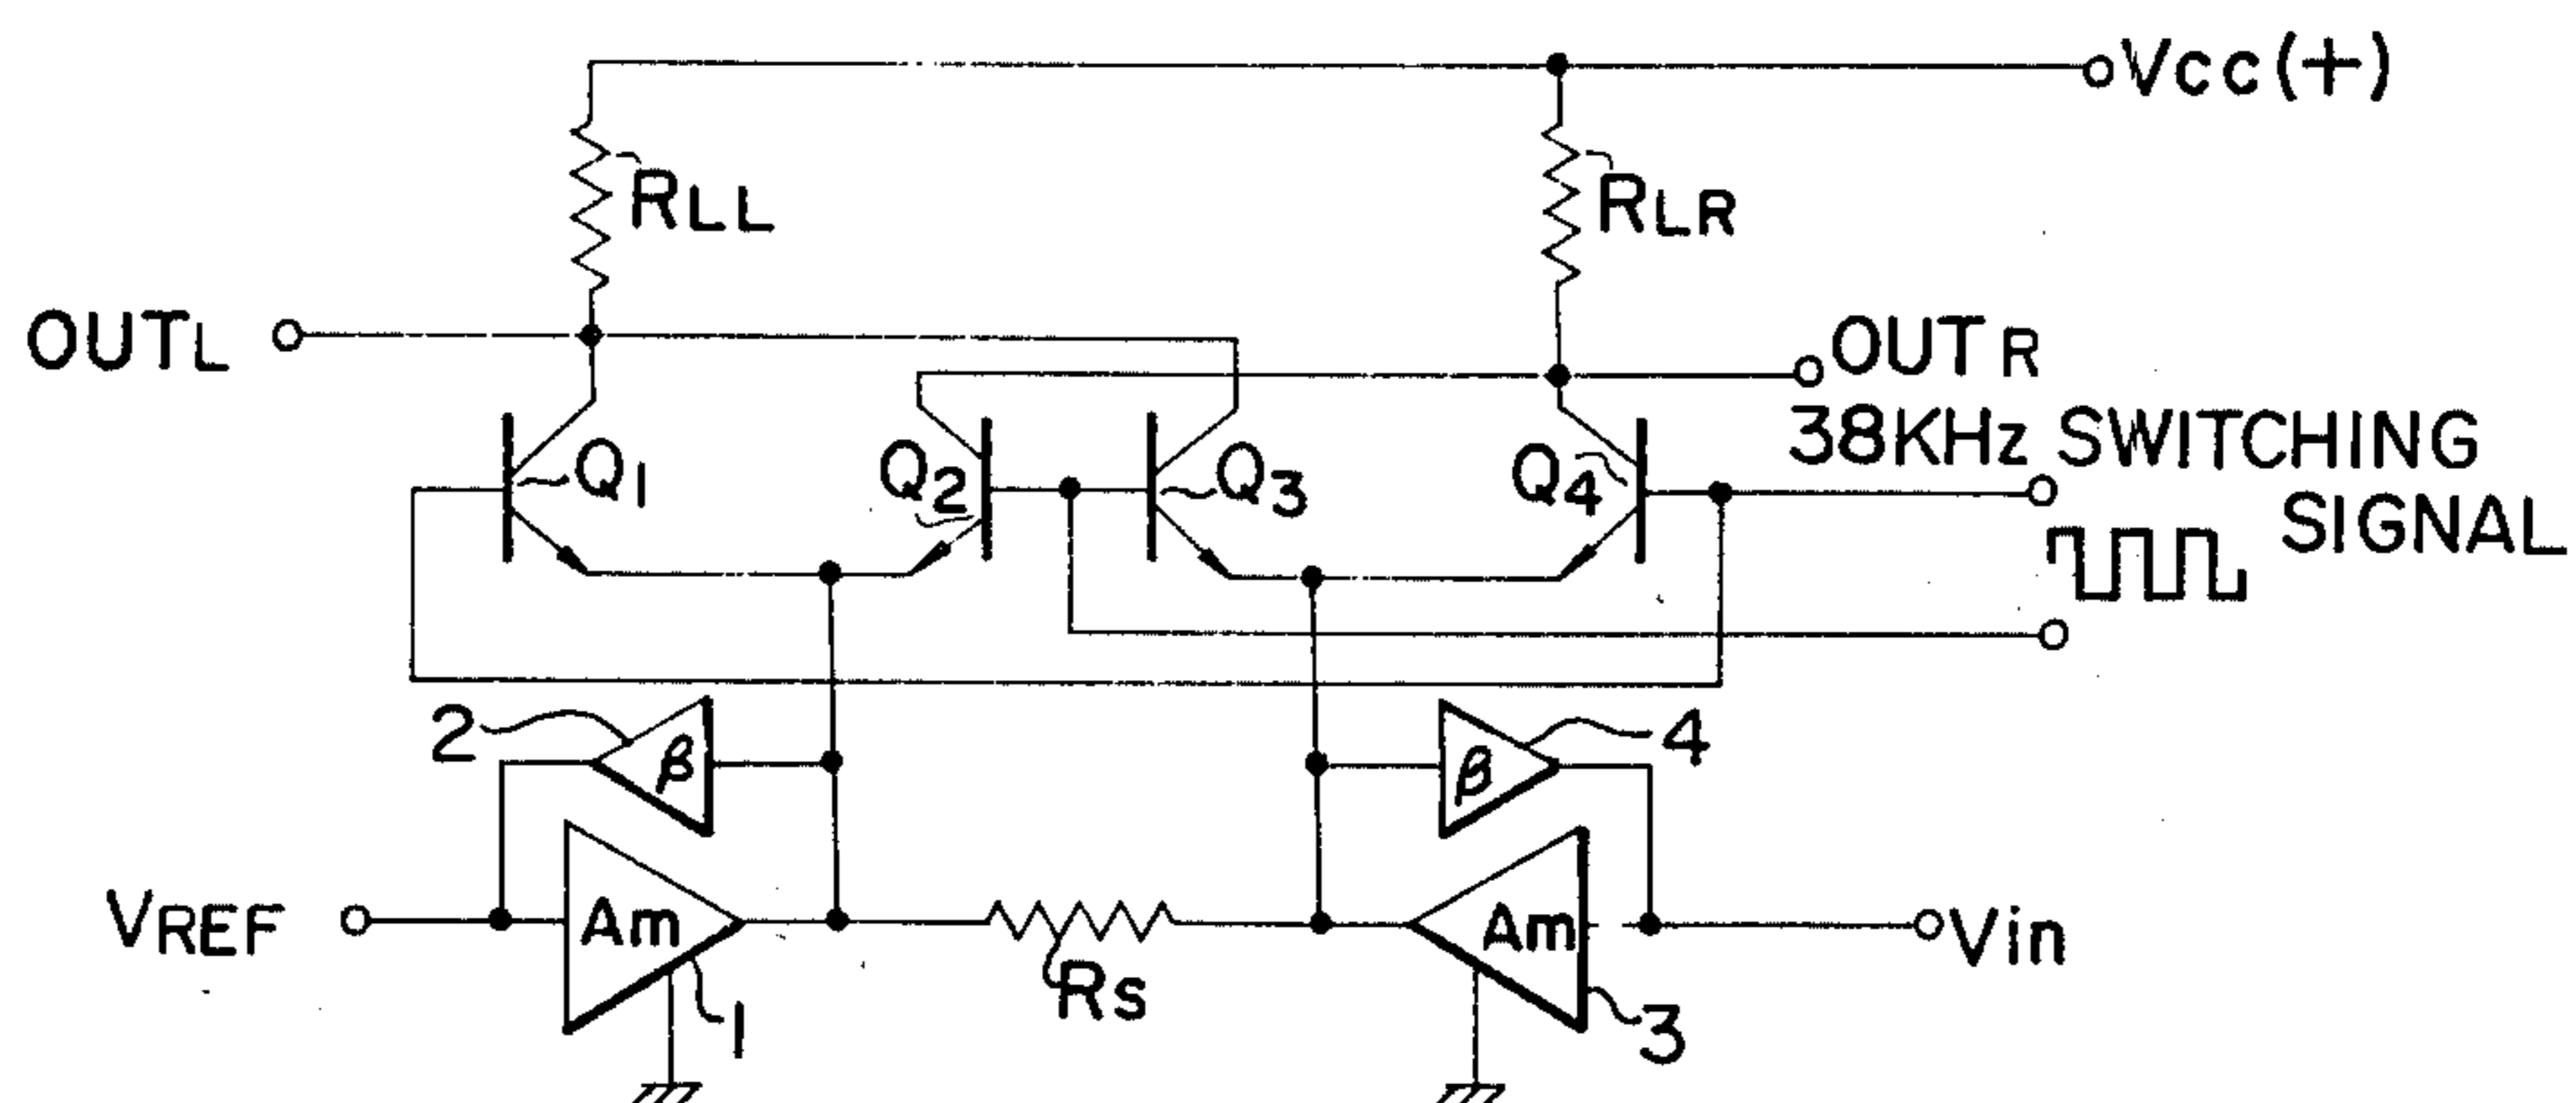 Vcc(+)
RLL
RLR
OUTL
OUTR
38KHz SWITCHING
SIGNAL
Q1
Q2
Q3
Q4
2
β
β
4
VREF
Am
Rs
Am
Vin
1
3